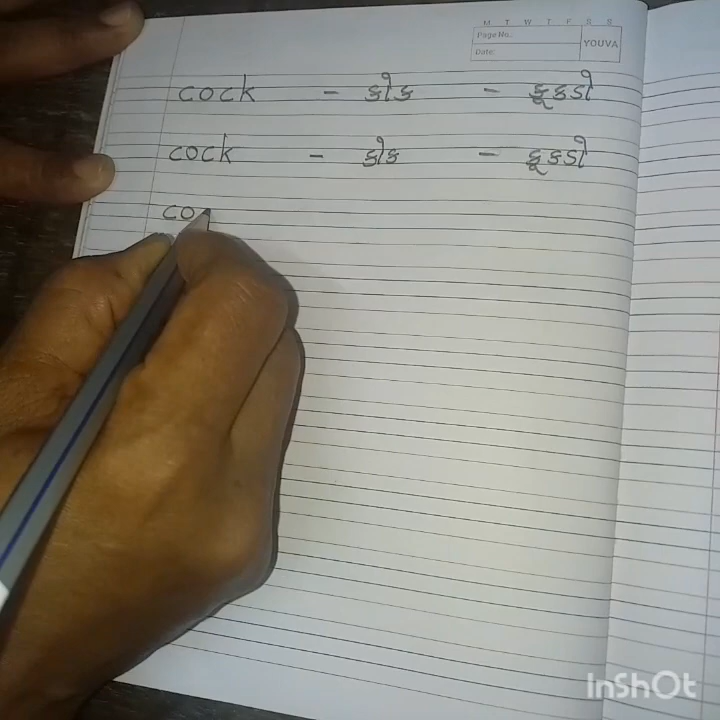 M T W T F S S
Page No.:
Date:
YOUVA
cock - કોક - કૂકડો
cock - કોક - કૂકડો
co
InShOt